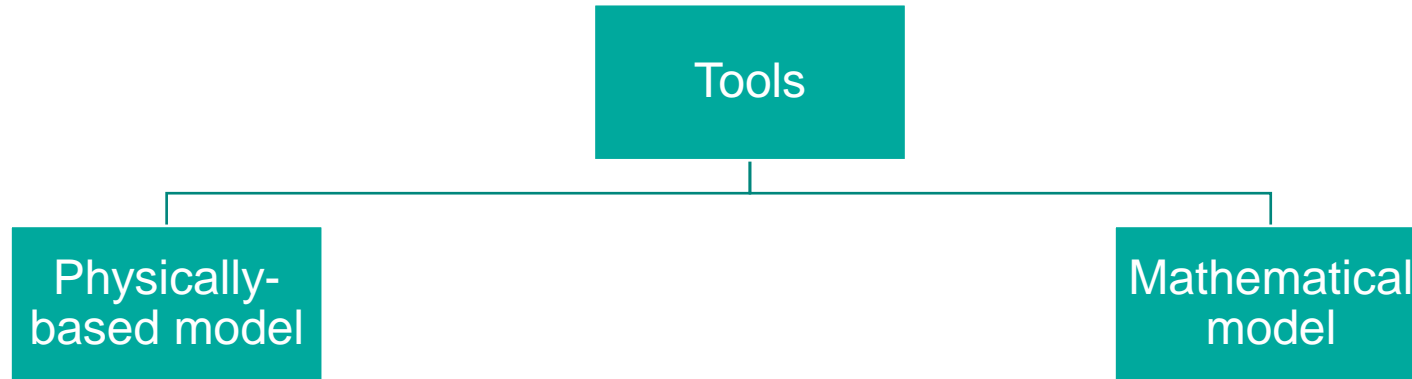 Tools
Physically-
based model
Mathematical
model